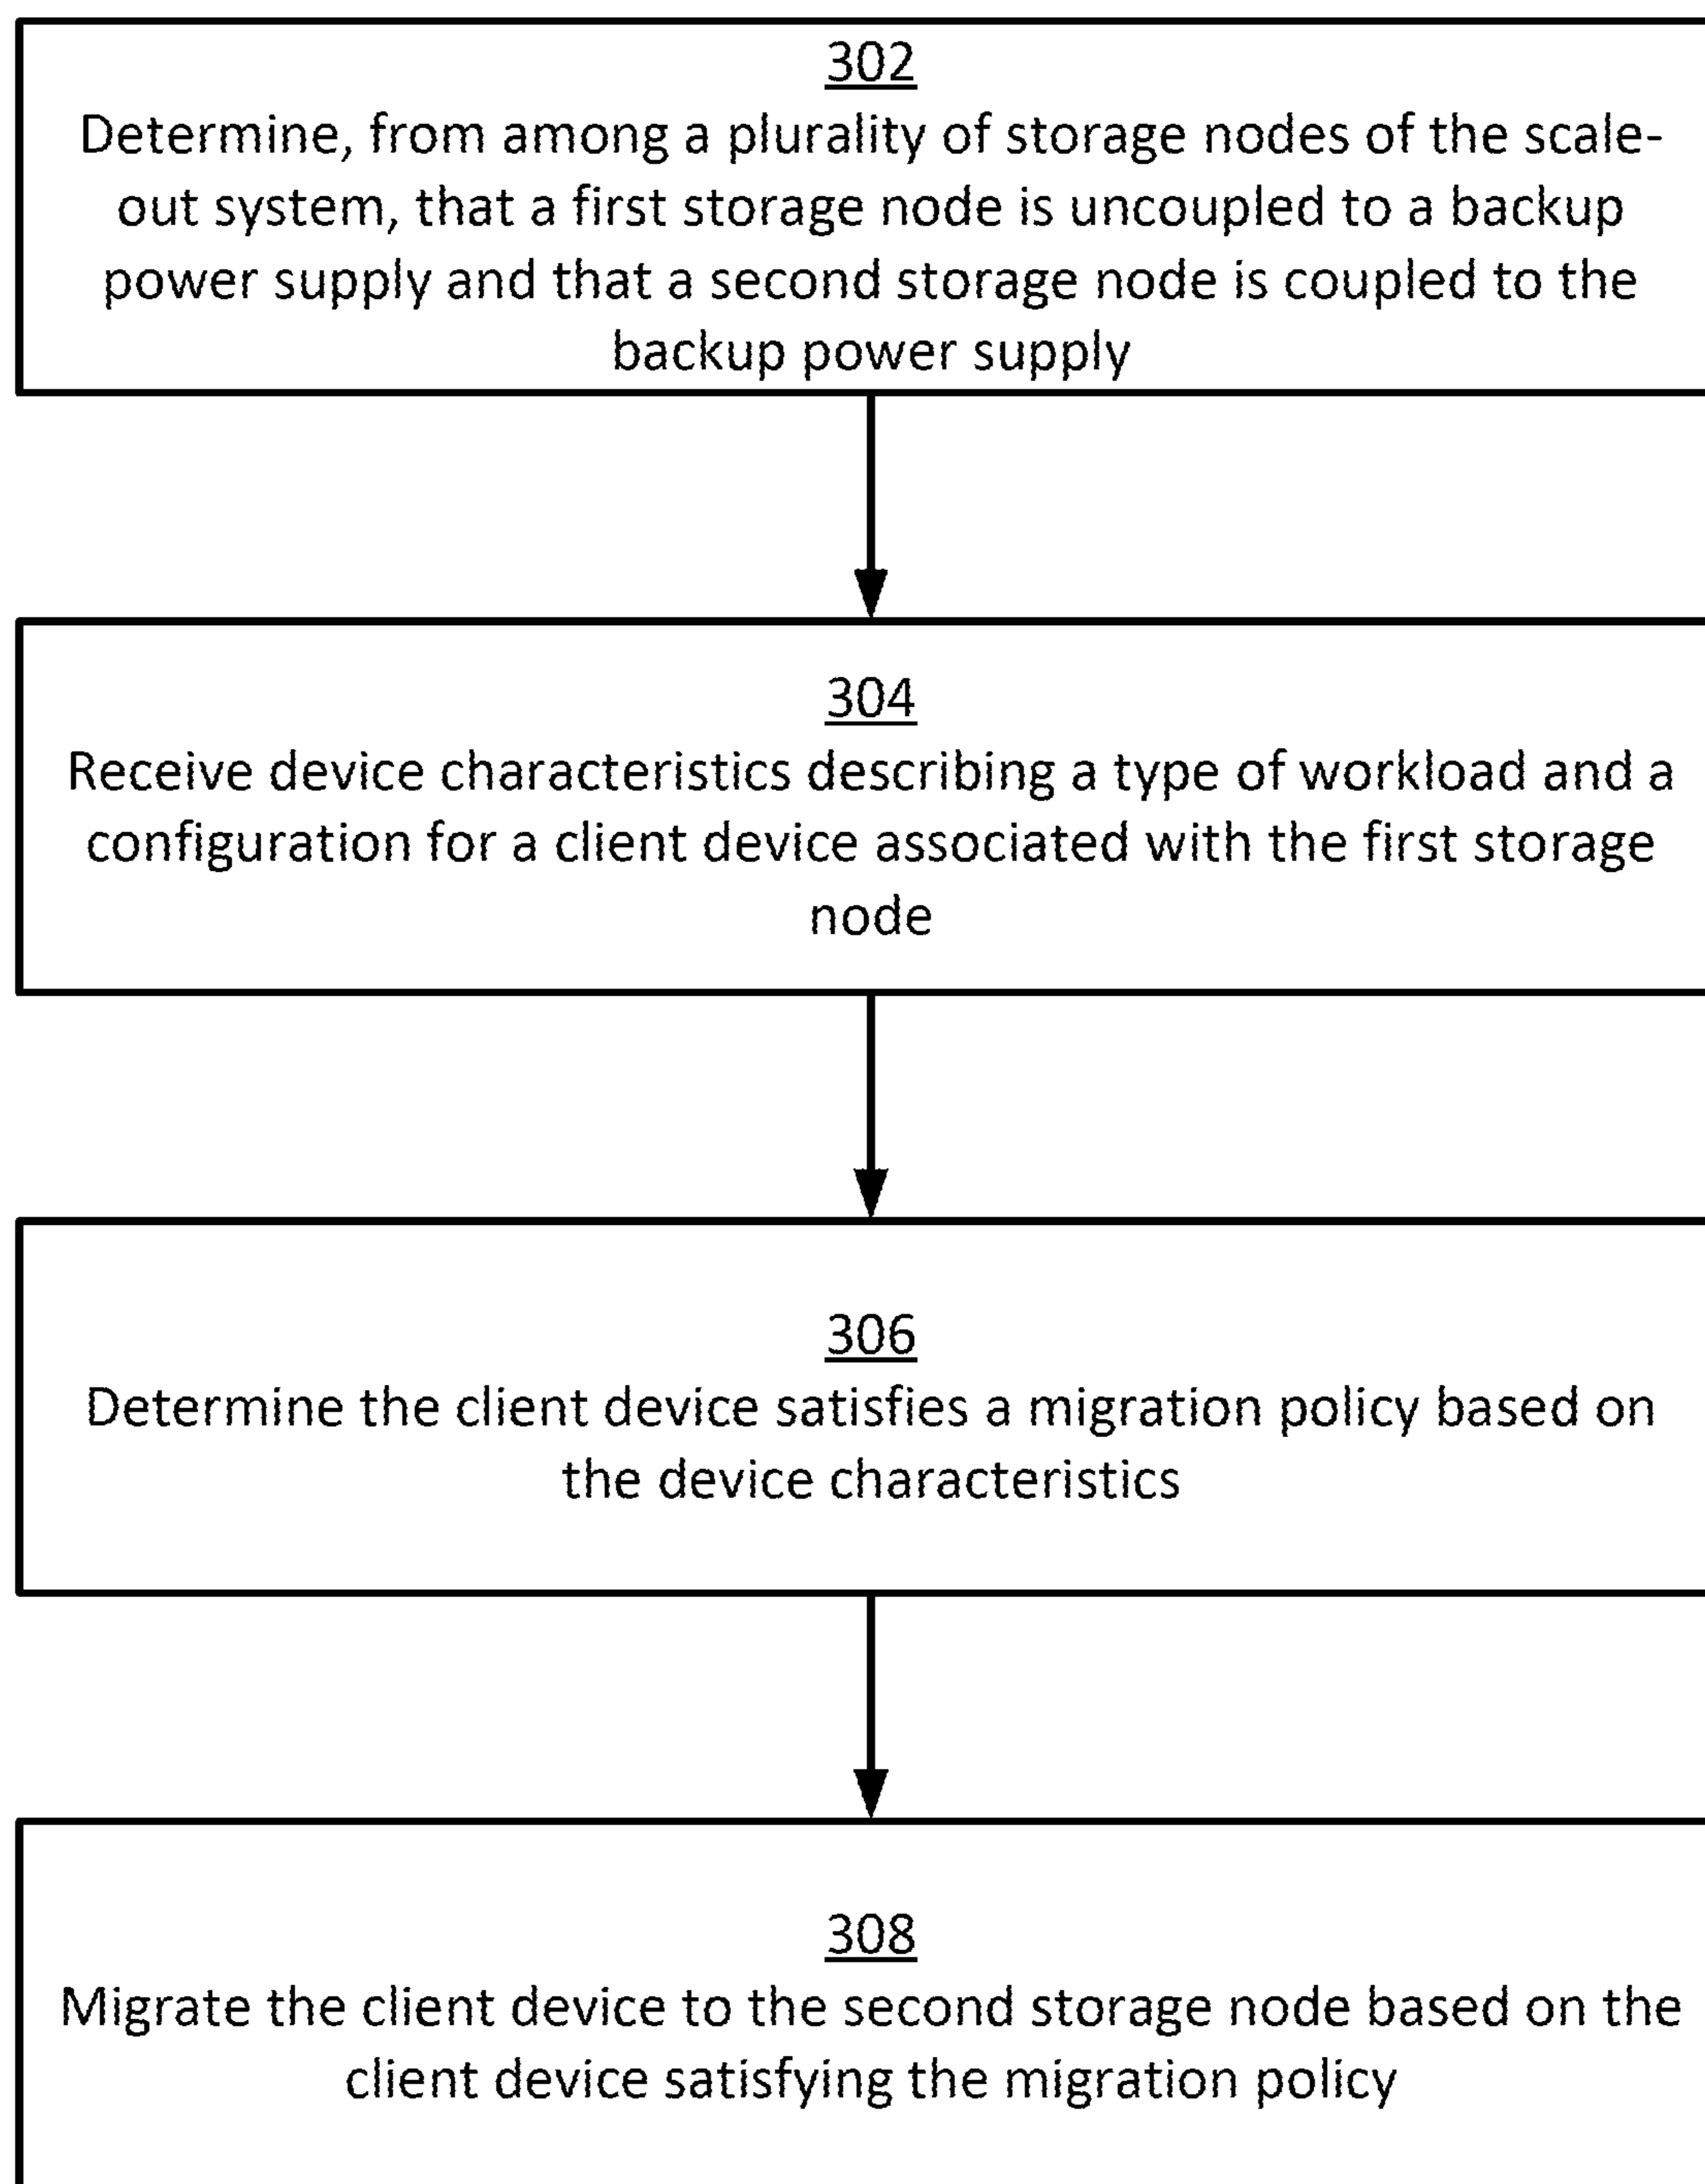 302
Determine, from among a plurality of storage nodes of the scale-
out system, that a first storage node is uncoupled to a backup
power supply and that a second storage node is coupled to the
backup power supply
304
Receive device characteristics describing a type of workload and a
configuration for a client device associated with the first storage
node
306
Determine the client device satisfies a migration policy based on
the device characteristics
308
Migrate the client device to the second storage node based on the
client device satisfying the migration policy